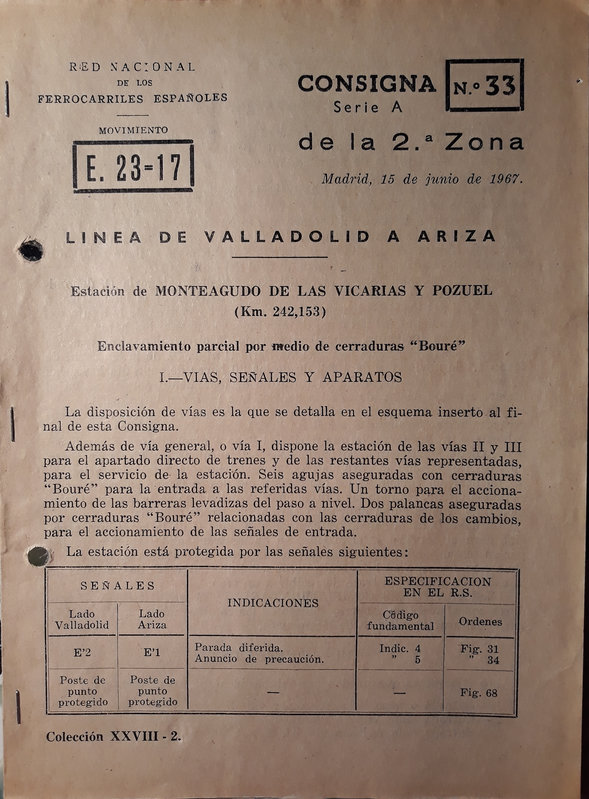 RED NACIONAL
DE LOS
FERROCARRILES ESPAÑOLES
MOVIMIENTO
E. 23=17
CONSIGNA N.º 33
Serie A
de la 2.ª Zona
Madrid, 15 de junio de 1967.
LINEA DE VALLADOLID A ARIZA
Estación de MONTEAGUDO DE LAS VICARIAS Y POZUEL
(Km. 242,153)
Enclavamiento parcial por medio de cerraduras “Bouré”
I.—VIAS, SEÑALES Y APARATOS
La disposición de vías es la que se detalla en el esquema inserto al fi-
nal de esta Consigna.
Además de vía general, o vía I, dispone la estación de las vías II y III
para el apartado directo de trenes y de las restantes vías representadas,
para el servicio de la estación. Seis agujas aseguradas con cerraduras
“Bouré” para la entrada a las referidas vías. Un torno para el acciona-
miento de las barreras levadizas del paso a nivel. Dos palancas aseguradas
por cerraduras “Bouré” relacionadas con las cerraduras de los cambios,
para el accionamiento de las señales de entrada.
La estación está protegida por las señales siguientes:
SEÑALES
INDICACIONES
ESPECIFICACION
EN EL R.S.
Lado
Valladolid
Lado
Ariza
Código
fundamental
Ordenes
E'2
E'1
Parada diferida.
Anuncio de precaución.
Indic. 4
” 5
Fig. 31
” 34
Poste de
punto
protegido
Poste de
punto
protegido
—
—
Fig. 68
Colección XXVIII - 2.